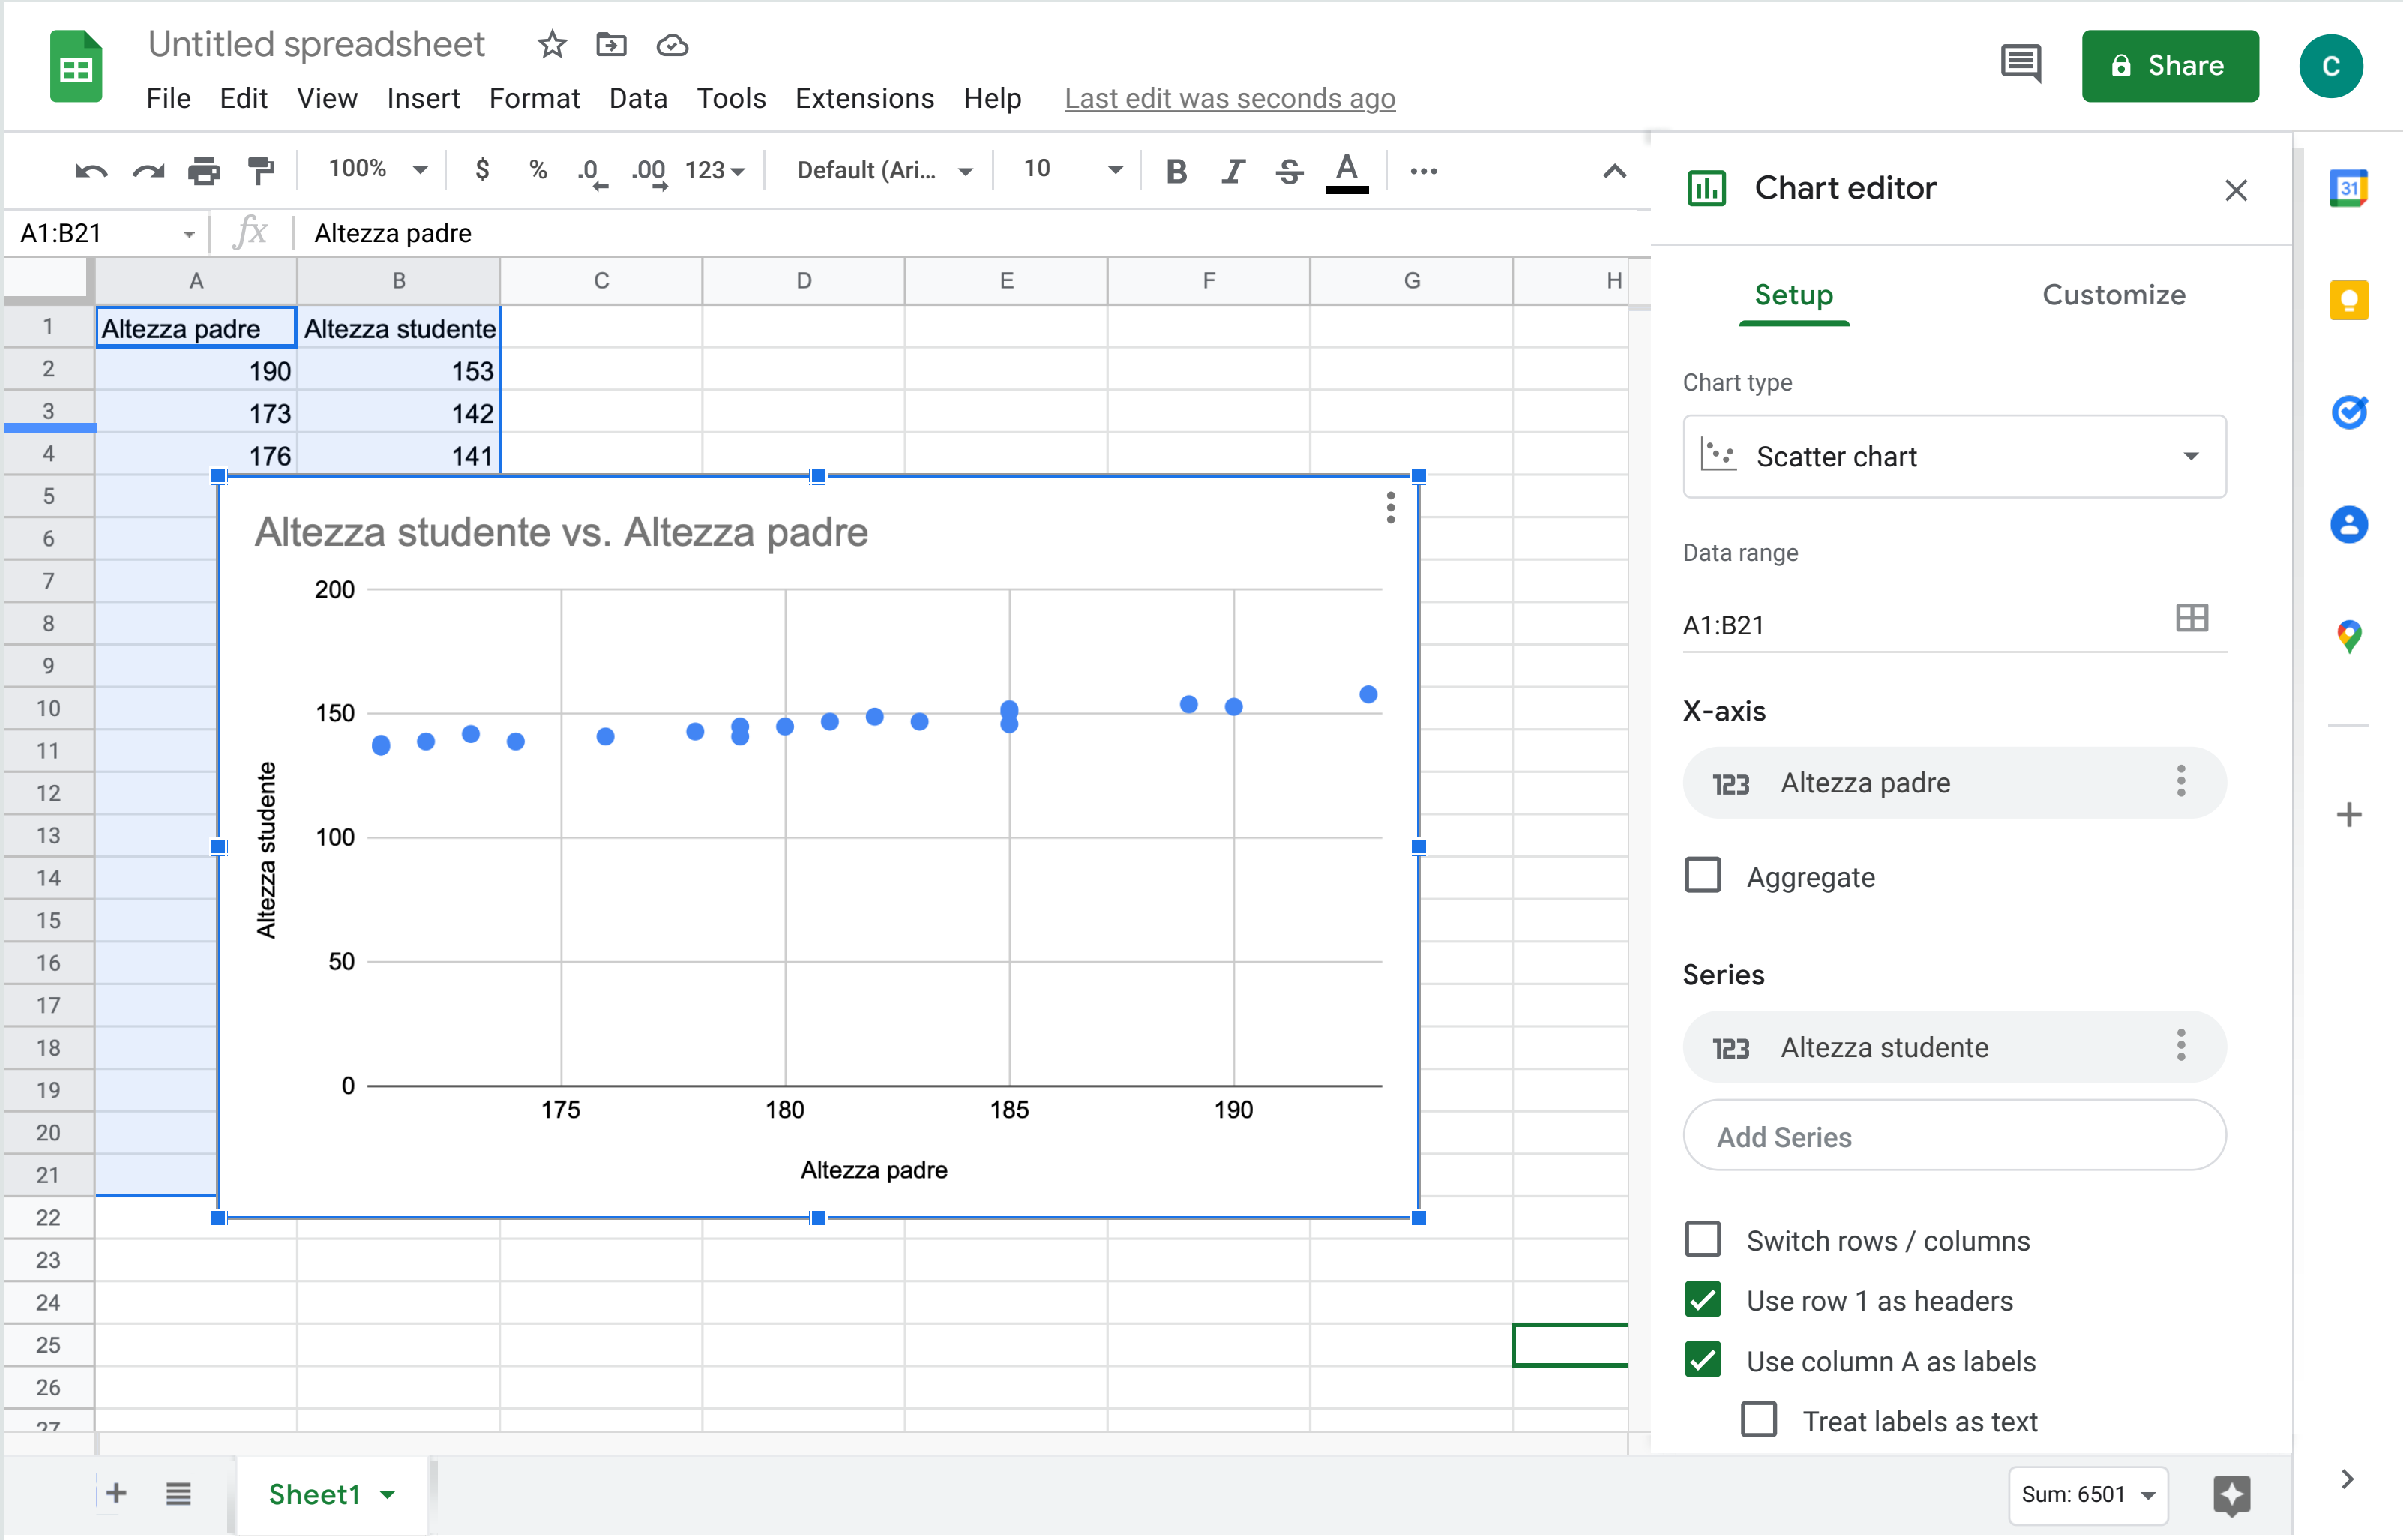 Untitled spreadsheet
Share
C
File Edit View Insert Format Data Tools Extensions Help Last edit was seconds ago
100% $ % .0 .00 123 Default (Ari... 10 B I S A
A1:B21 fx Altezza padre
Chart editor
31
A B C D E F G H
Setup Customize
1 Altezza padre Altezza studente
2 190 153
3 173 142
4 176 141
5
6
7
8
9
10
11
12
13
14
15
16
17
18
19
20
21
22
23
24
25
26
27
Altezza studente vs. Altezza padre
200
150
100
50
0
Altezza studente
175 180 185 190
Altezza padre
Chart type
Scatter chart
Data range
A1:B21
X-axis
123 Altezza padre
Aggregate
Series
123 Altezza studente
Add Series
Switch rows / columns
Use row 1 as headers
Use column A as labels
Treat labels as text
Sheet1
Sum: 6501